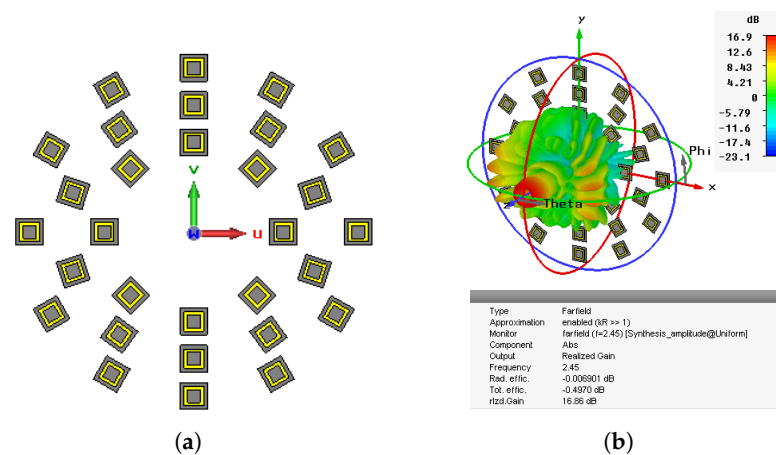 v
w
u
(a)
y
dB
16.9
12.6
8.43
4.21
0
-5.79
-11.6
-17.4
-23.1
Phi
x
z
Theta
Type Farfield
Approximation enabled (kR >> 1)
Monitor farfield (f=2.45) [Synthesis_amplitude@Uniform]
Component Abs
Output Realized Gain
Frequency 2.45
Rad. effic. -0.006901 dB
Tot. effic. -0.4970 dB
rlzd.Gain 16.86 dB
(b)